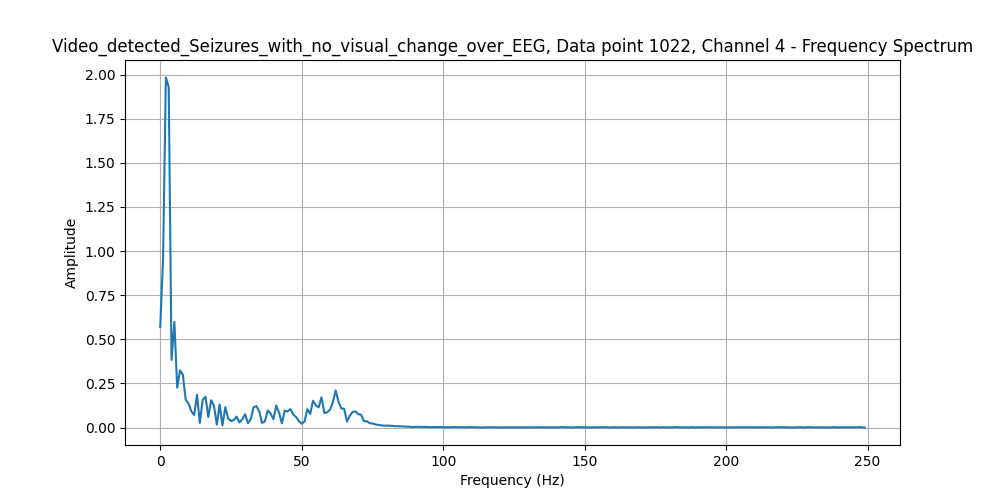 Video_detected_Seizures_with_no_visual_change_over_EEG, Data point 1022, Channel 4 - Frequency Spectrum
2.00
1.75
1.50
1.25
1.00
0.75
0.50
0.25
0.00
Amplitude
0 50 100 150 200 250
Frequency (Hz)